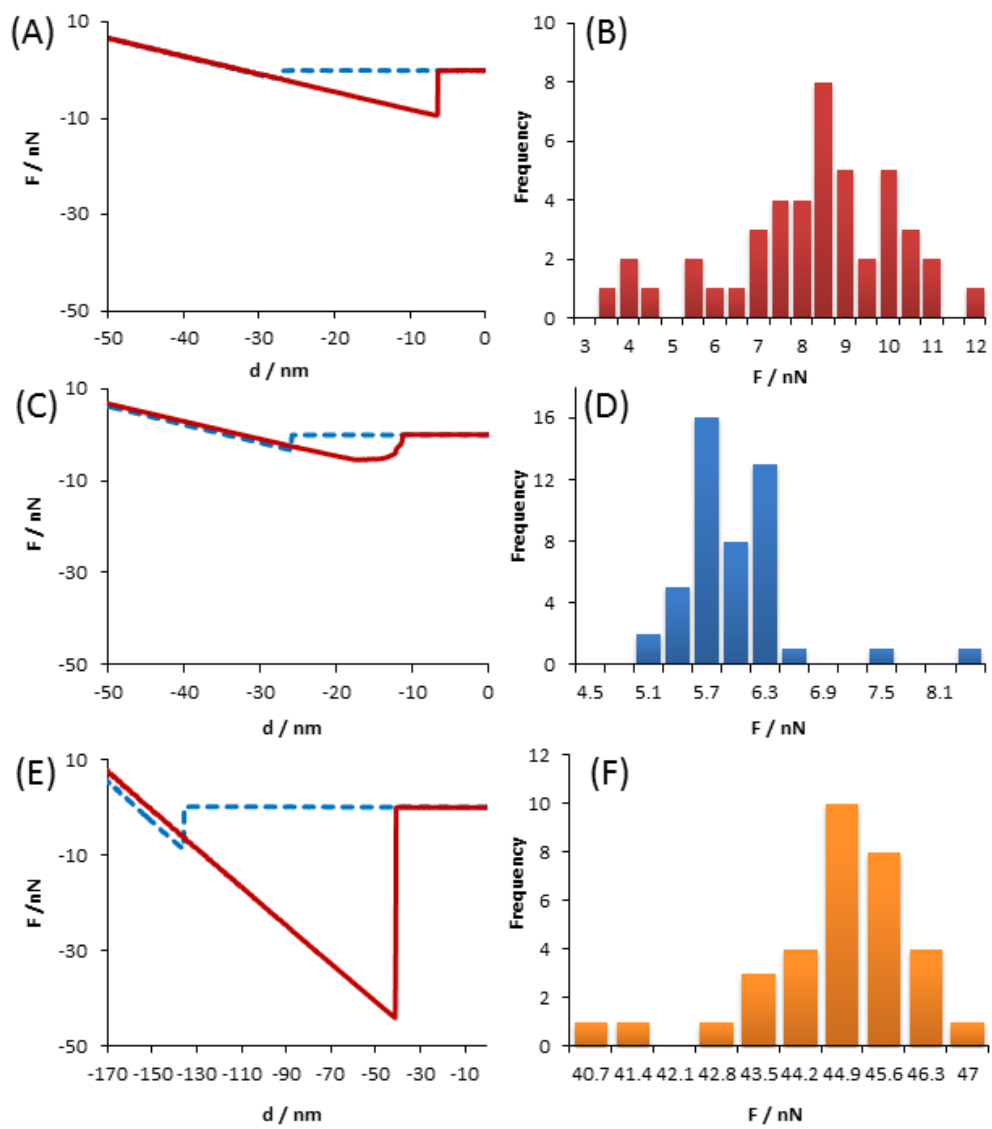 (A)
10
-10
-30
-50
F / nN
-50 -40 -30 -20 -10 0
d / nm
(B)
10
8
6
4
2
0
Frequency
3 4 5 6 7 8 9 10 11 12
F / nN
(C)
10
-10
-30
-50
F / nN
-50 -40 -30 -20 -10 0
d / nm
(D)
16
12
8
4
0
Frequency
4.5 5.1 5.7 6.3 6.9 7.5 8.1
F / nN
(E)
10
-10
-30
-50
F /nN
-170 -150 -130 -110 -90 -70 -50 -30 -10
d / nm
(F)
12
10
8
6
4
2
0
Frequency
40.7 41.4 42.1 42.8 43.5 44.2 44.9 45.6 46.3 47
F / nN